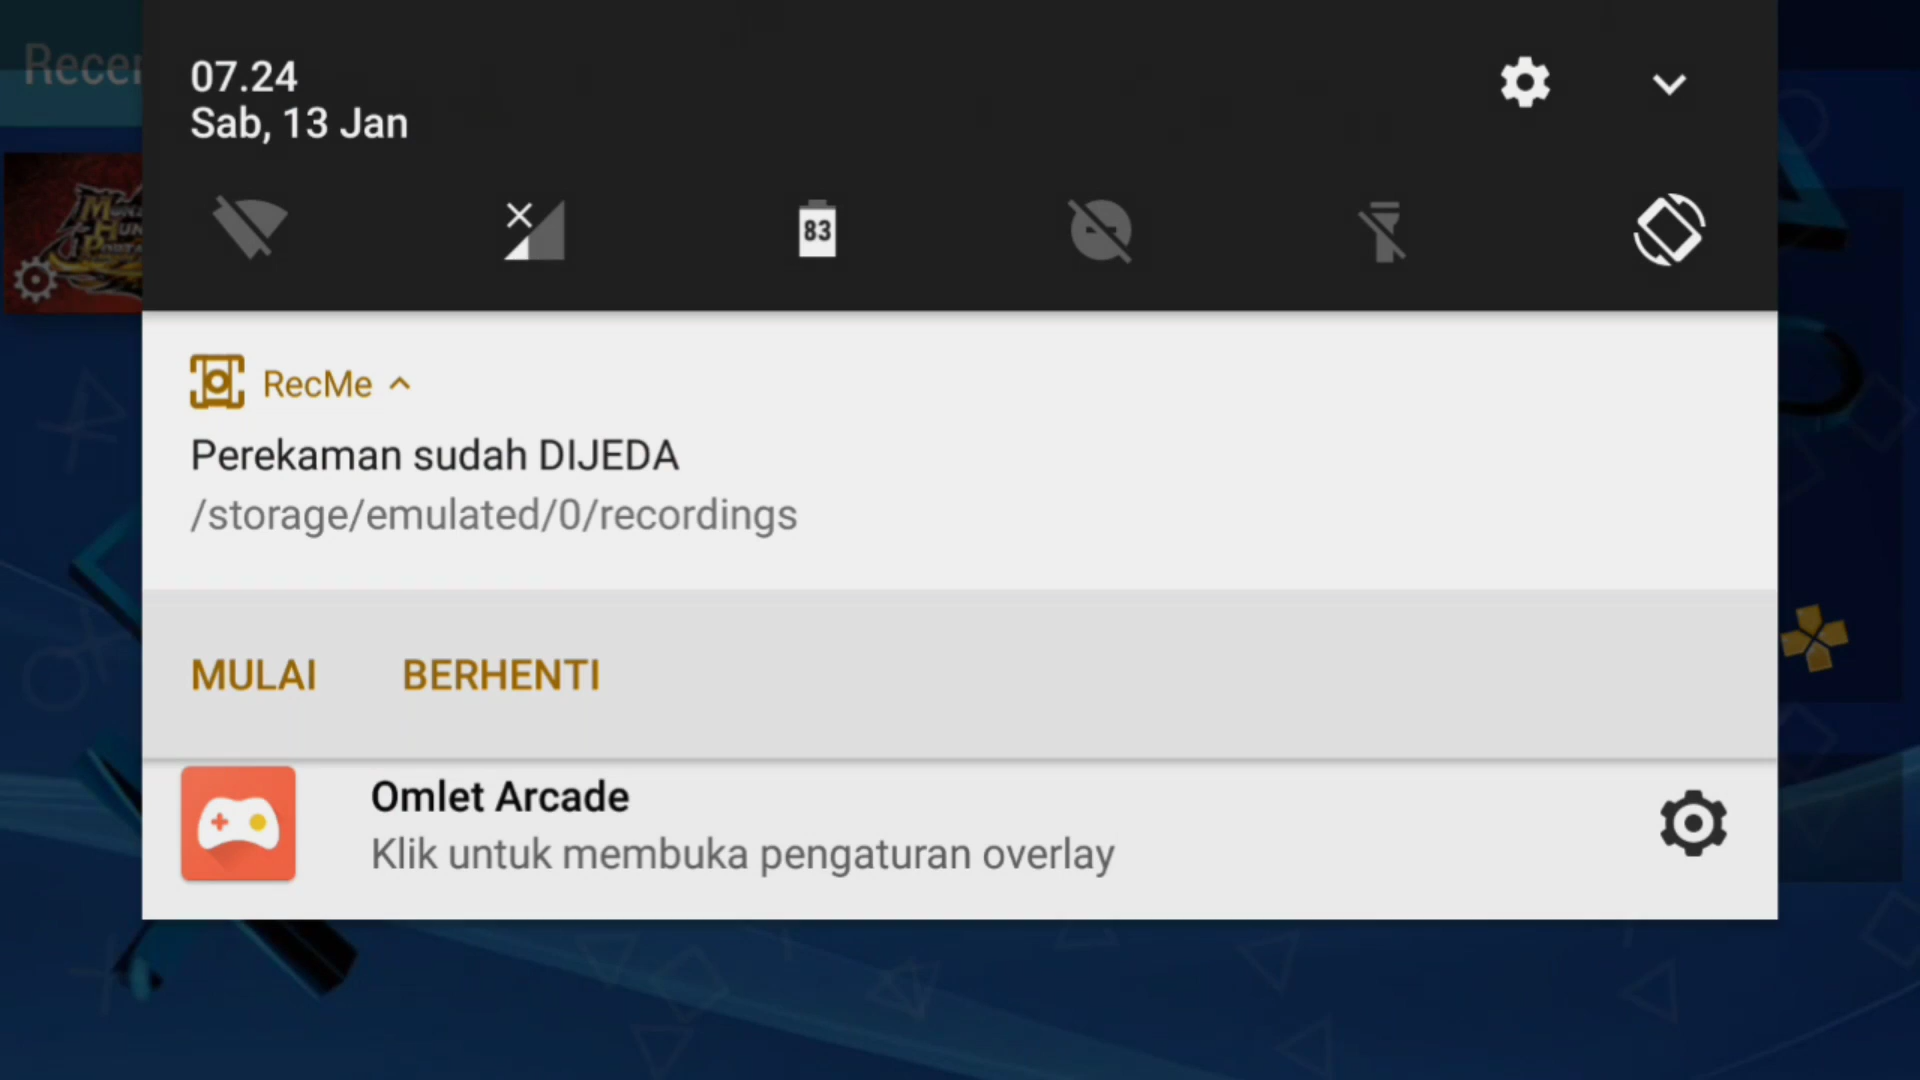 Recen
07.24
Sab, 13 Jan
83
RecMe
Perekaman sudah DIJEDA
/storage/emulated/0/recordings
MULAI
BERHENTI
Omlet Arcade
Klik untuk membuka pengaturan overlay